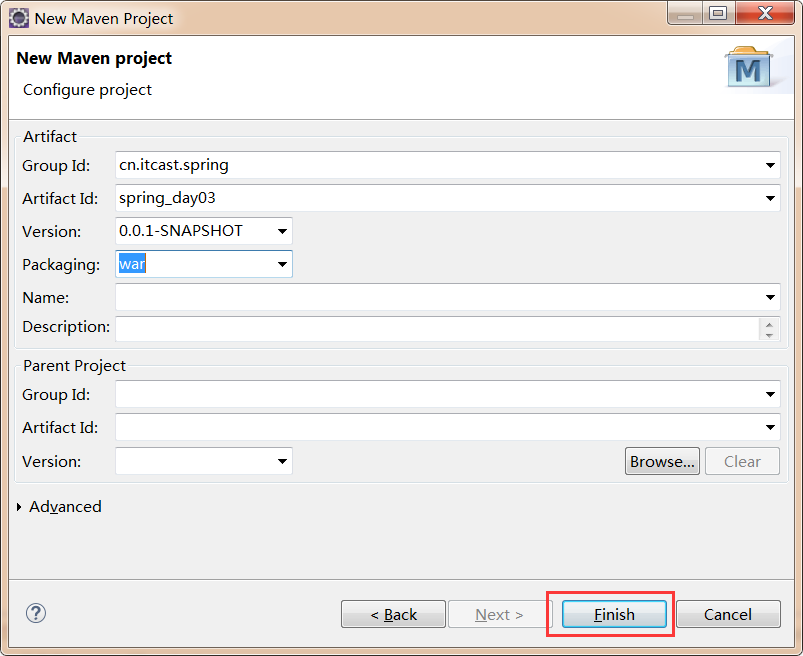 New Maven Project
New Maven project
Configure project
M
Artifact
Group Id: cn.itcast.spring
Artifact Id: spring_day03
Version: 0.0.1-SNAPSHOT
Packaging: war
Name:
Description:
Parent Project
Group Id:
Artifact Id:
Version: Browse... Clear
Advanced
? < Back Next > Finish Cancel